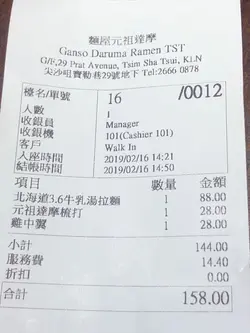 麵屋元祖達摩
Ganso Daruma Ramen TST
G/F,29 Prat Avenue, Tsim Sha Tsui, Kl.N
尖沙咀寶勒巷29號地下 Tel:2666 0878
檯名/單號 16 /0012
人數 1
收銀員 Manager
收銀機 101(Cashier 101)
客戶 Walk In
入座時間 2019/02/16 14:21
結帳時間 2019/02/16 14:50
項目 數量 金額
北海道3.6牛乳湯拉麵 1 88.00
元祖達摩梳打 1 28.00
雞中翼 1 28.00
小計 144.00
服務費 14.40
折扣 0.00
合計 158.00